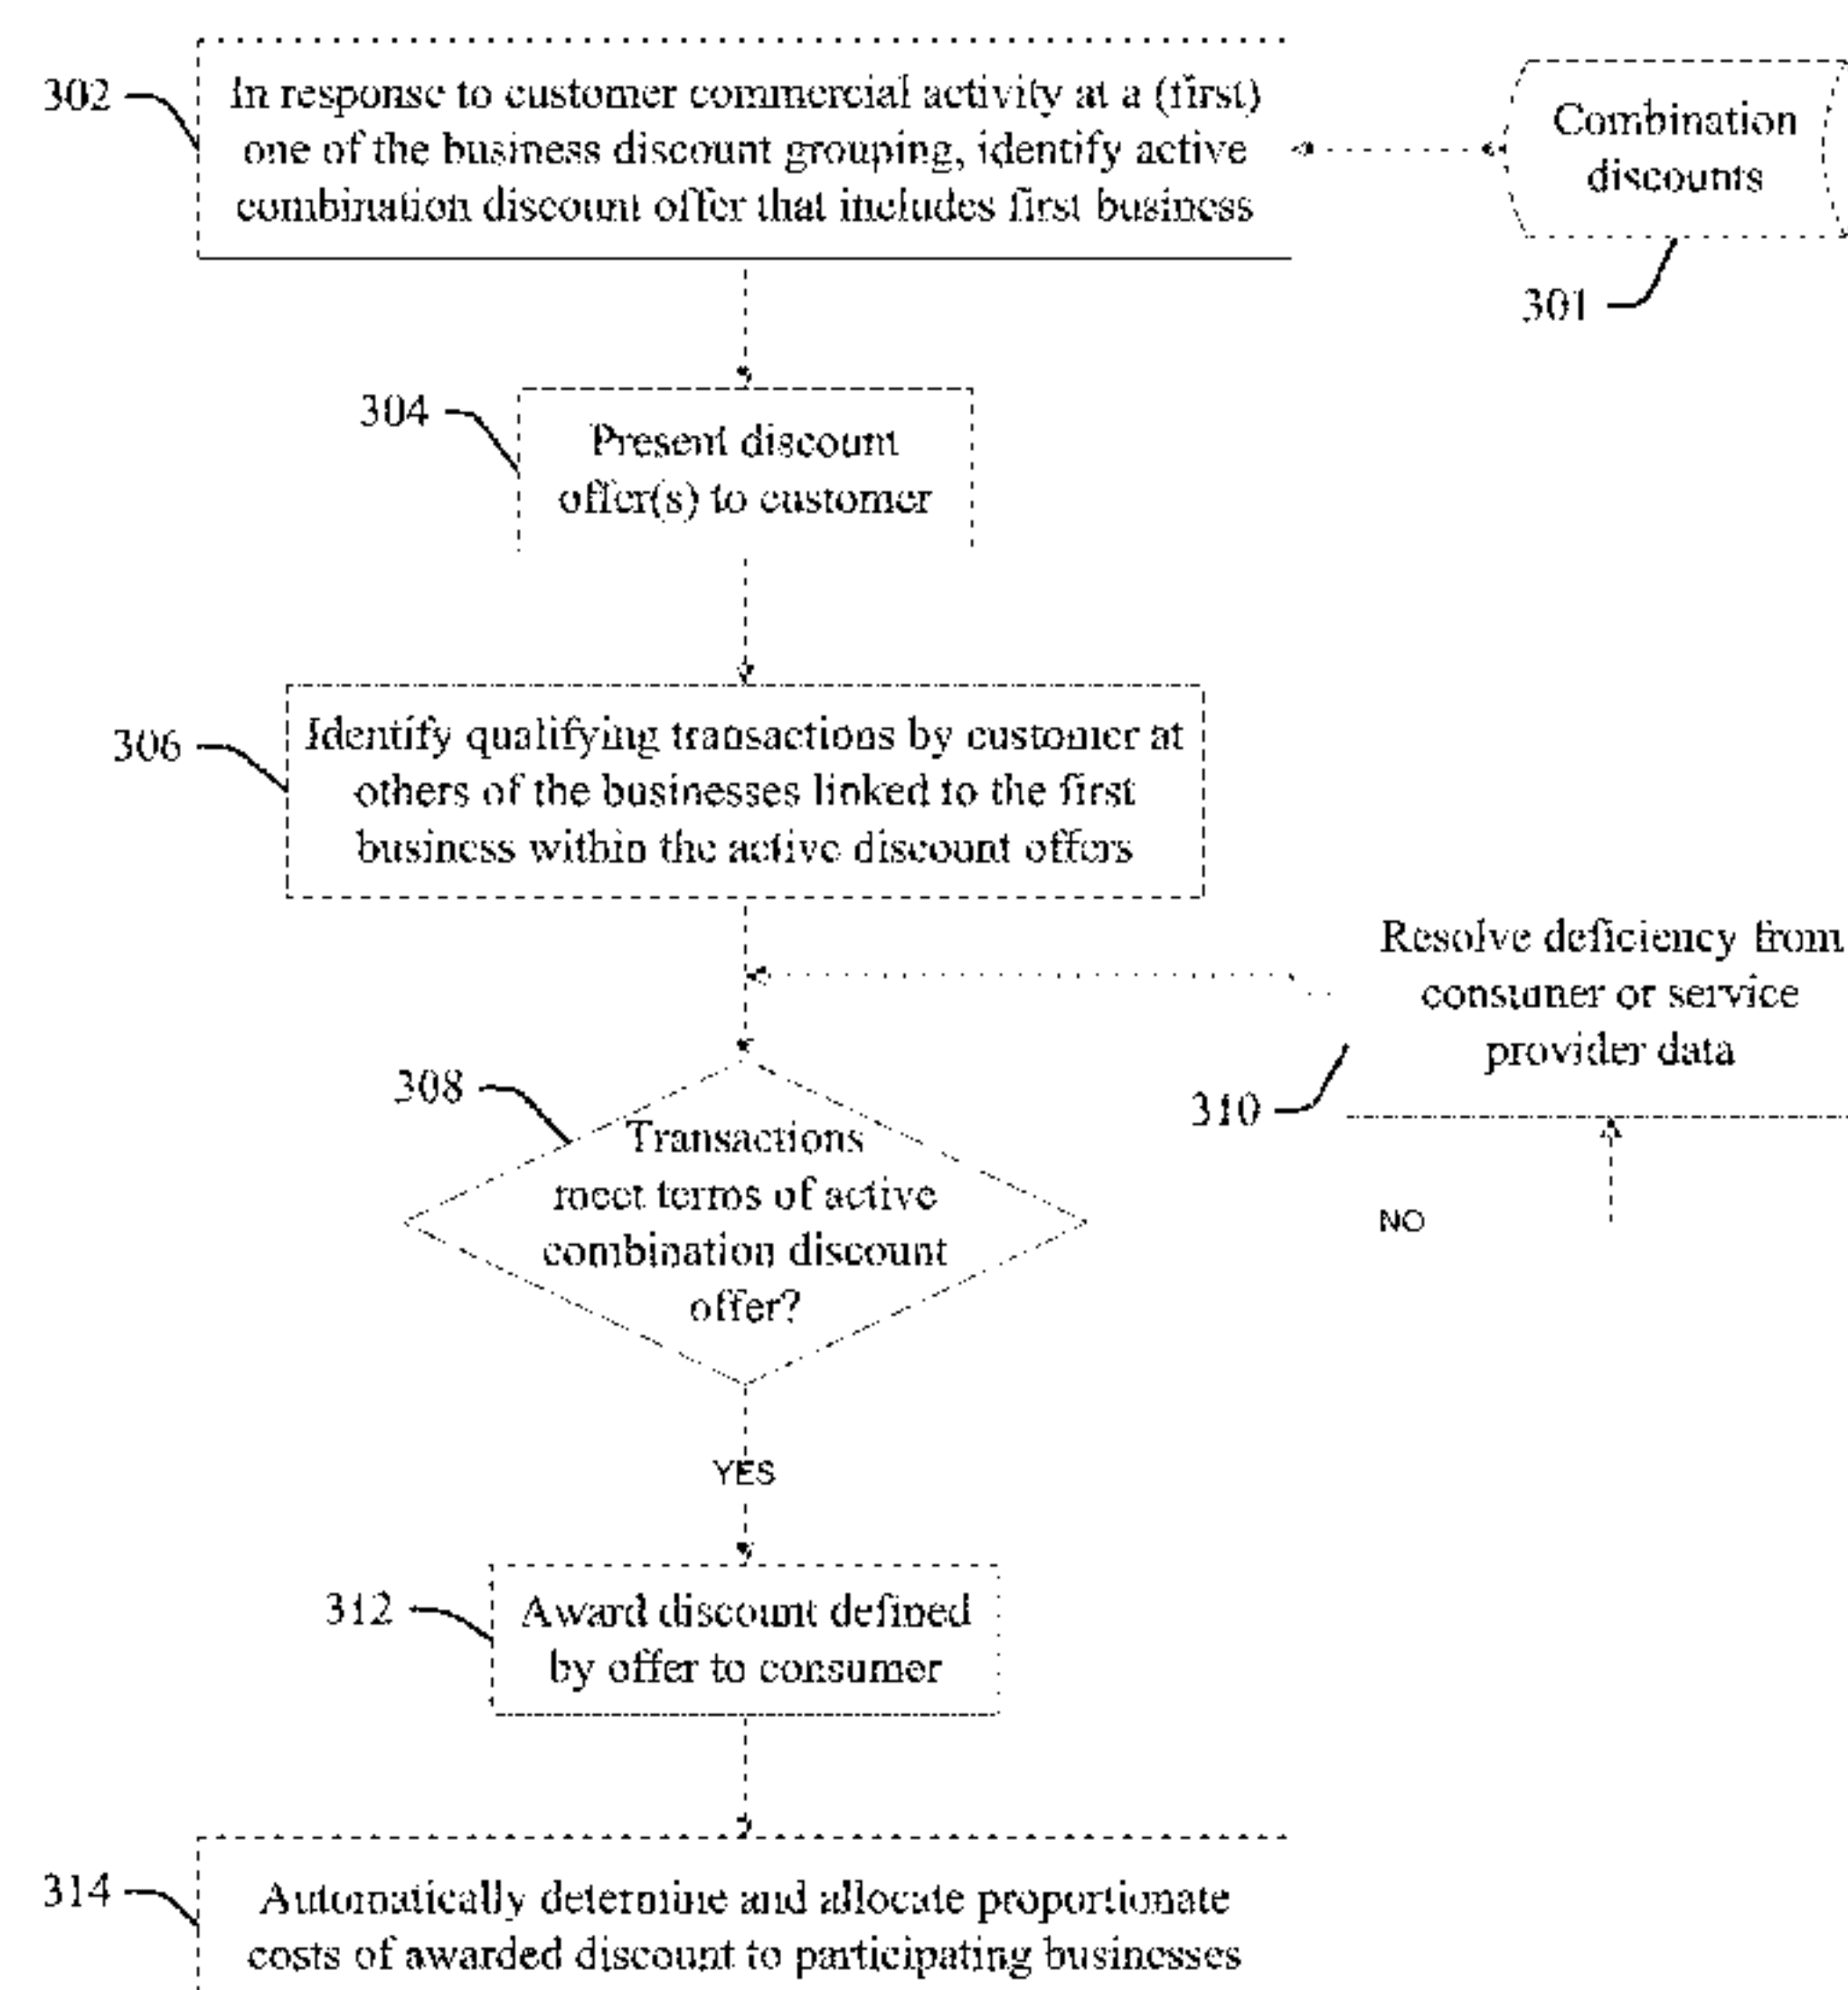 302
In response to customer commercial activity at a (first)
one of the business discount grouping, identify active
combination discount offer that includes first business
Combination
discounts
301
304
Present discount
offer(s) to customer
306
Identify qualifying transactions by customer at
others of the businesses linked to the first
business within the active discount offers
Resolve deficiency from
consumer or service
provider data
310
308
Transactions
meet terms of active
combination discount
offer?
NO
YES
312
Award discount defined
by offer to consumer
314
Automatically determine and allocate proportionate
costs of awarded discount to participating businesses